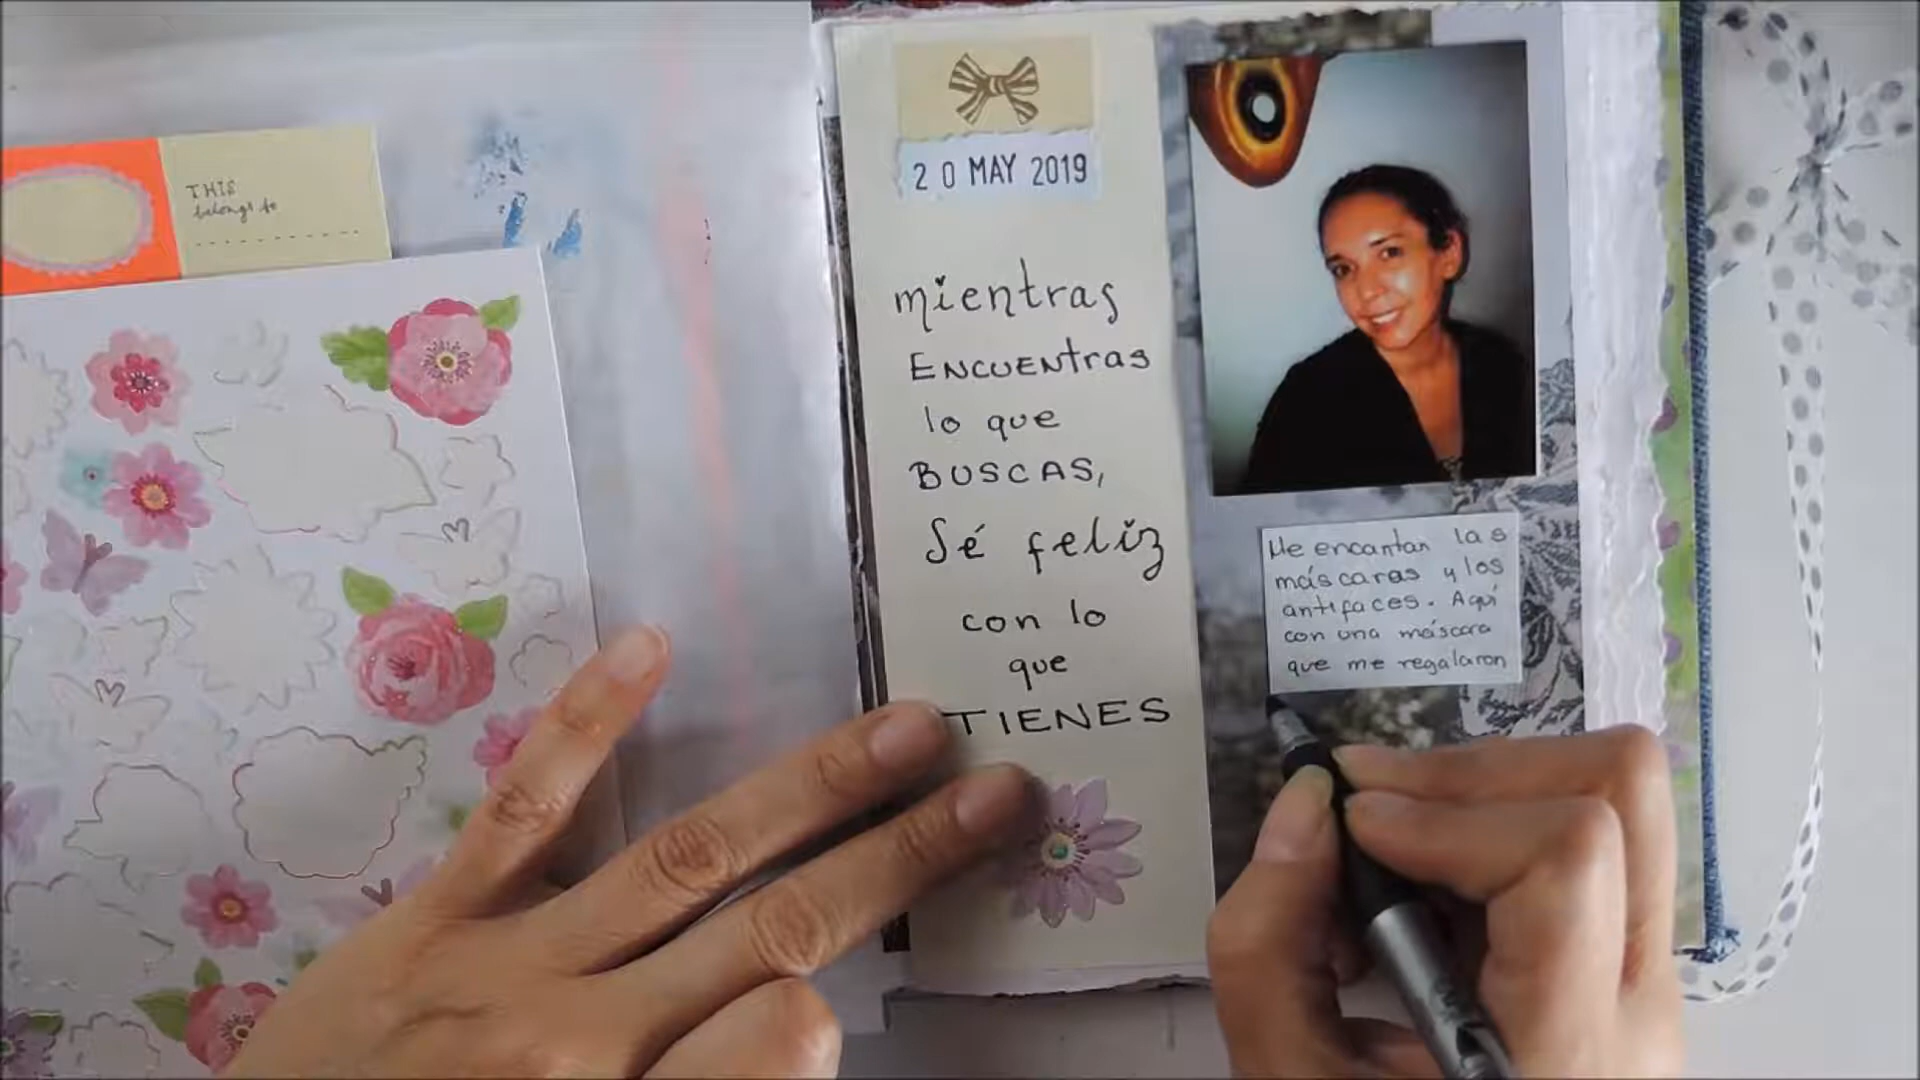 THIS
belongs to
20 MAY 2019
mientras
ENCUENtras
lo que
BUSCAS,
Sé feliz
con lo
que
TIENES
Me encantan las
máscaras y los
antifaces. Aquí
con una máscara
que me regalaron